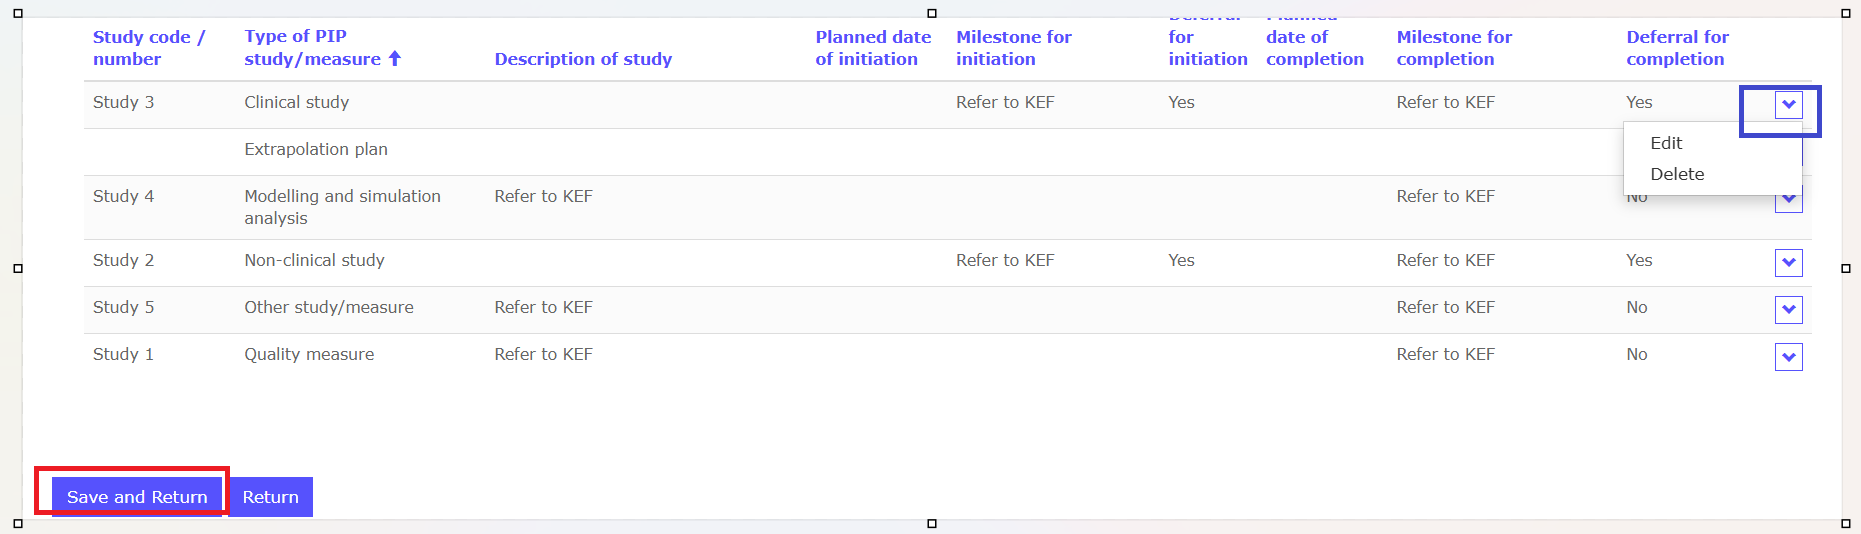 Study code / number
Type of PIP study/measure
Description of study
Planned date of initiation
Milestone for initiation
Deferral for initiation
Planned date of completion
Milestone for completion
Deferral for completion
Study 3 Clinical study Refer to KEF Yes Refer to KEF Yes
Edit
Extrapolation plan
Delete
Study 4 Modelling and simulation analysis Refer to KEF Refer to KEF No
Study 2 Non-clinical study Refer to KEF Yes Refer to KEF Yes
Study 5 Other study/measure Refer to KEF Refer to KEF No
Study 1 Quality measure Refer to KEF Refer to KEF No
Save and Return Return